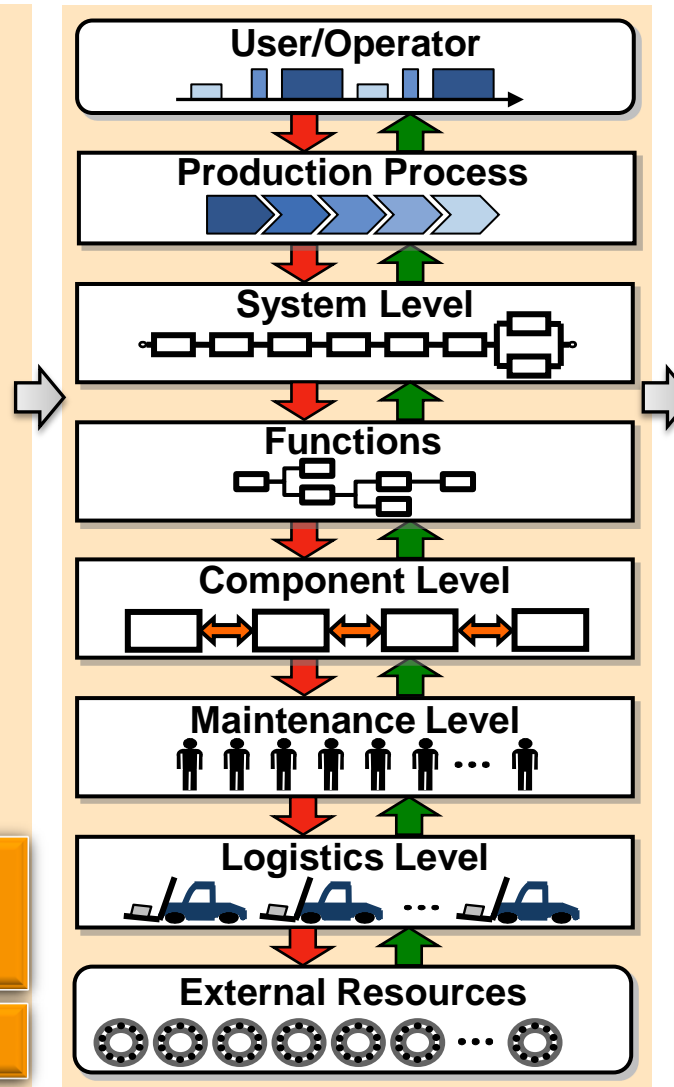 User/Operator
Production Process
System Level
Functions
Component Level
Maintenance Level
...
Logistics Level
...
External Resources
...